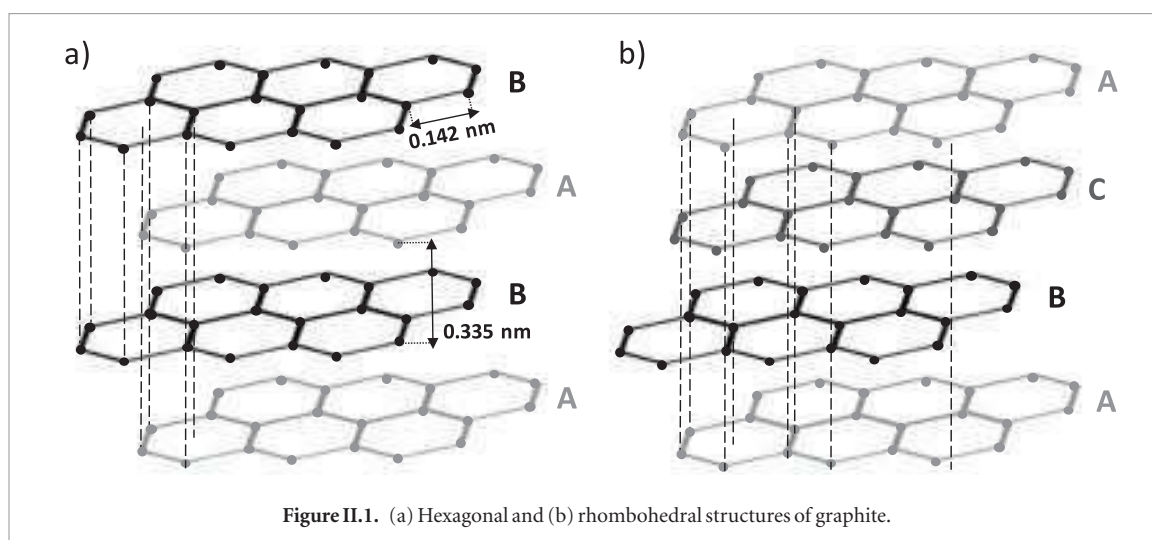 a)
B
0.142 nm
A
B
0.335 nm
A
b)
A
C
B
A
Figure II.1. (a) Hexagonal and (b) rhombohedral structures of graphite.